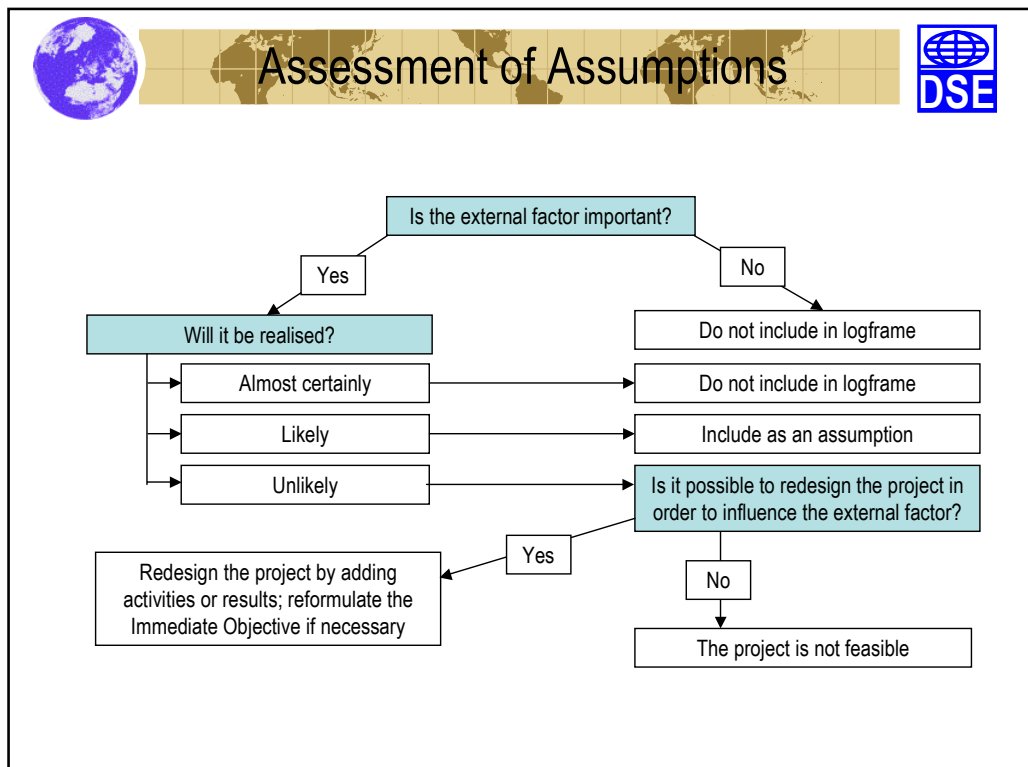 Assessment of Assumptions
DSE
Is the external factor important?
Yes
No
Will it be realised?
Do not include in logframe
Almost certainly
Do not include in logframe
Likely
Include as an assumption
Unlikely
Is it possible to redesign the project in
order to influence the external factor?
Yes
No
Redesign the project by adding
activities or results; reformulate the
Immediate Objective if necessary
The project is not feasible